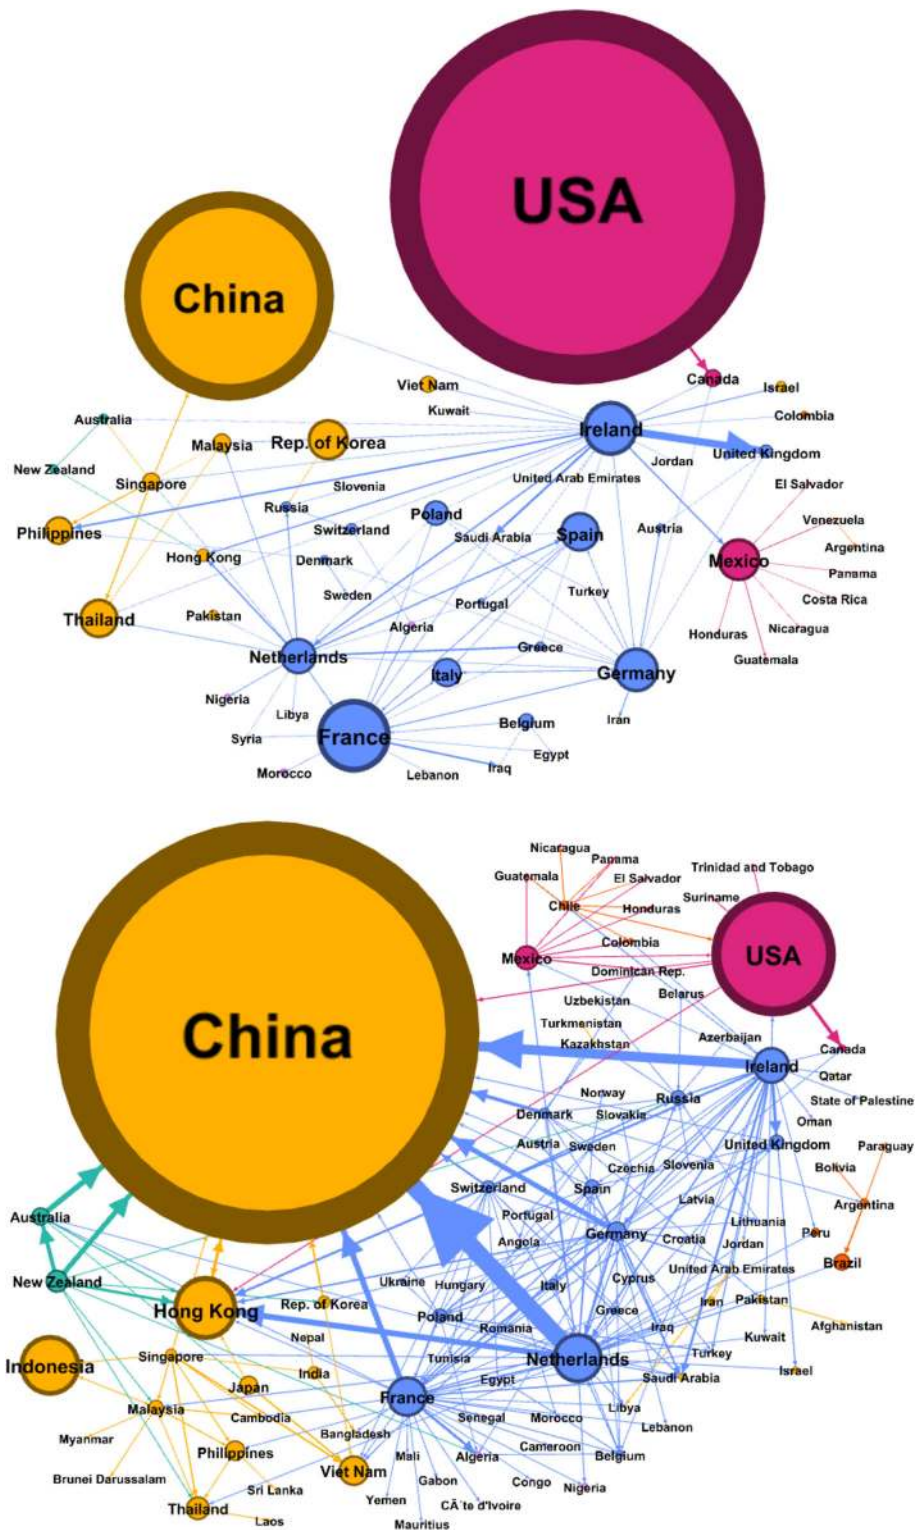 USA
China
Viet Nam
Canada
Israel
Kuwait
Australia
Ireland
Colombia
Malaysia
Rep. of Korea
United Kingdom
New Zealand
Singapore
Slovenia
United Arab Emirates
Jordan
El Salvador
Russia
Poland
Philippines
Switzerland
Saudi Arabia
Spain
Austria
Venezuela
Hong Kong
Denmark
Mexico
Argentina
Panama
Sweden
Portugal
Turkey
Costa Rica
Thailand
Pakistan
Algeria
Honduras
Nicaragua
Netherlands
Greece
Guatemala
Italy
Germany
Nigeria
Libya
Iran
Syria
France
Belgium
Egypt
Morocco
Lebanon
Iraq
Nicaragua
Panama
Trinidad and Tobago
Guatemala
El Salvador
Suriname
Chile
Honduras
Colombia
Mexico
USA
Dominican Rep.
Belarus
Uzbekistan
China
Turkmenistan
Kazakhstan
Azerbaijan
Canada
Ireland
Qatar
Norway
Russia
State of Palestine
Denmark
Slovakia
Oman
Austria
Sweden
United Kingdom
Paraguay
Czechia
Slovenia
Bolivia
Switzerland
Spain
Latvia
Argentina
Australia
Portugal
Lithuania
Germany
Peru
Angola
Croatia
Jordan
Brazil
New Zealand
Ukraine
Hungary
Italy
Cyprus
United Arab Emirates
Hong Kong
Rep. of Korea
Poland
Greece
Iran
Pakistan
Romania
Iraq
Afghanistan
Nepal
Kuwait
Indonesia
Singapore
Tunisia
Netherlands
Turkey
India
Egypt
Saudi Arabia
Israel
Japan
France
Malaysia
Cambodia
Senegal
Morocco
Libya
Lebanon
Myanmar
Bangladesh
Philippines
Mali
Algeria
Cameroon
Belgium
Brunei Darussalam
Viet Nam
Gabon
Congo
Nigeria
Sri Lanka
Yemen
CÃ´te d'Ivoire
Thailand
Laos
Mauritius